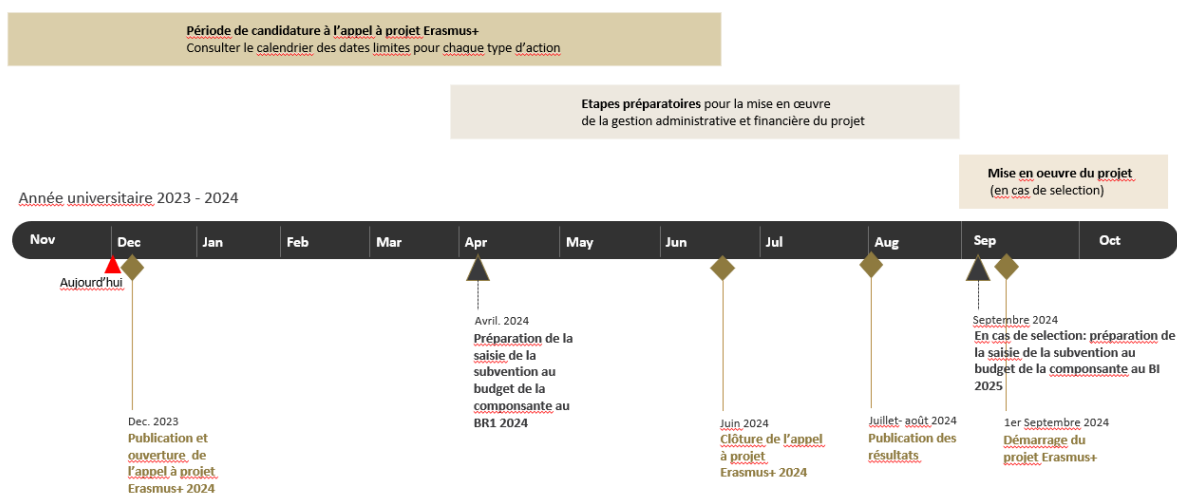 Période de candidature à l'appel à projet Erasmus+
Consulter le calendrier des dates limites pour chaque type d'action
Etapes préparatoires pour la mise en œuvre
de la gestion administrative et financière du projet
Mise en oeuvre du projet
(en cas de selection)
Année universitaire 2023 - 2024
Nov
Dec
Jan
Feb
Mar
Apr
May
Jun
Jul
Aug
Sep
Oct
Aujourd'hui
Avril. 2024
Préparation de la
saisie de la
subvention au
budget de la
componsante au
BR1 2024
Septembre 2024
En cas de selection: préparation de
la saisie de la subvention au
budget de la componsante au BI
2025
Dec. 2023
Publication et
ouverture de
l'appel à projet
Erasmus+ 2024
Juin 2024
Clôture de l'appel
à projet
Erasmus+ 2024
Juillet- août 2024
Publication des
résultats
1er Septembre 2024
Démarrage du
projet Erasmus+